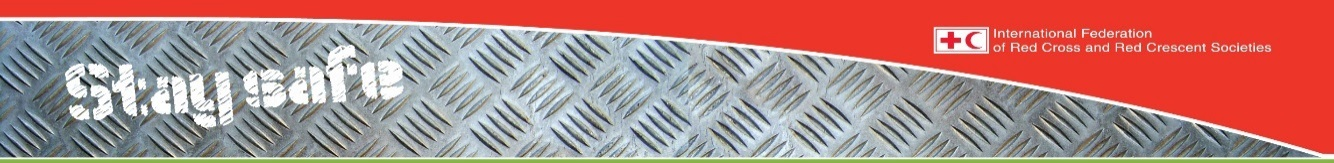 Stay safe
International Federation
of Red Cross and Red Crescent Societies